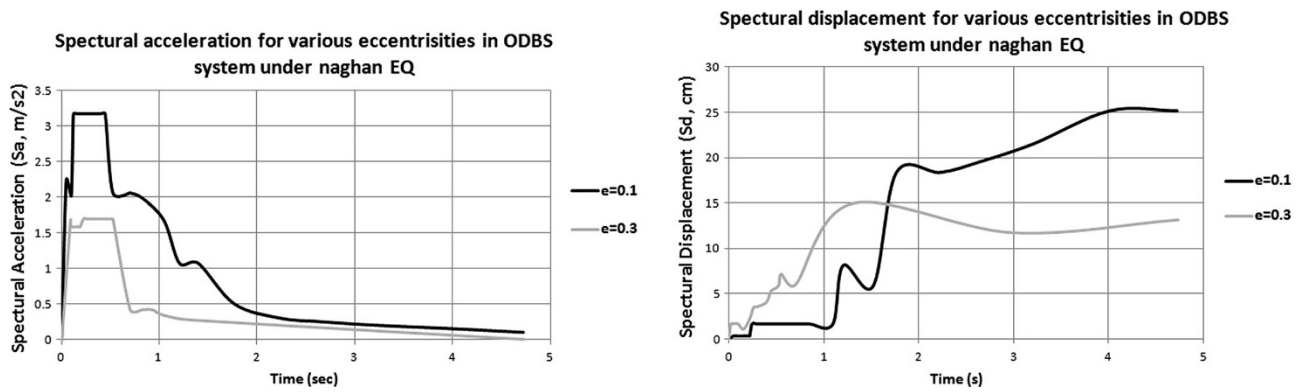 Spectural acceleration for various eccentrisities in ODBS
system under naghan EQ
Spectural Acceleration (Sa, m/s2)
3.5
3
2.5
2
1.5
1
0.5
0
0 1 2 3 4 5
Time (sec)
e=0.1
e=0.3
Spectural displacement for various eccentrisities in ODBS
system under naghan EQ
Spectural Displacement (Sd, cm)
30
25
20
15
10
5
0
0 1 2 3 4 5
Time (s)
e=0.1
e=0.3